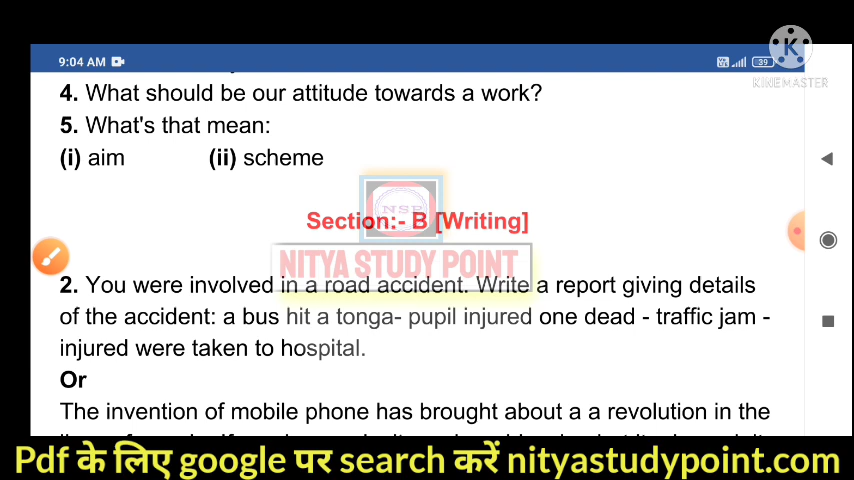 9:04 AM
39
K
KINEMASTER
4. What should be our attitude towards a work?
5. What's that mean:
(i) aim (ii) scheme
NSP
Section:- B [Writing]
NITYA STUDY POINT
2. You were involved in a road accident. Write a report giving details
of the accident: a bus hit a tonga- pupil injured one dead - traffic jam -
injured were taken to hospital.
Or
The invention of mobile phone has brought about a a revolution in the
Pdf के लिए google पर search करें nityastudypoint.com